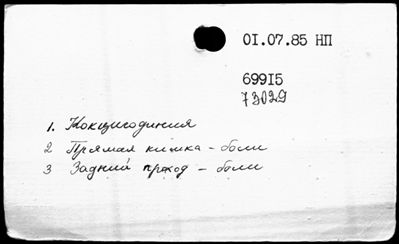 01.07.85 НП
69915
73029
1. Кокцигодиния
2 Прямая кишка - боли
3 Задний проход - боли